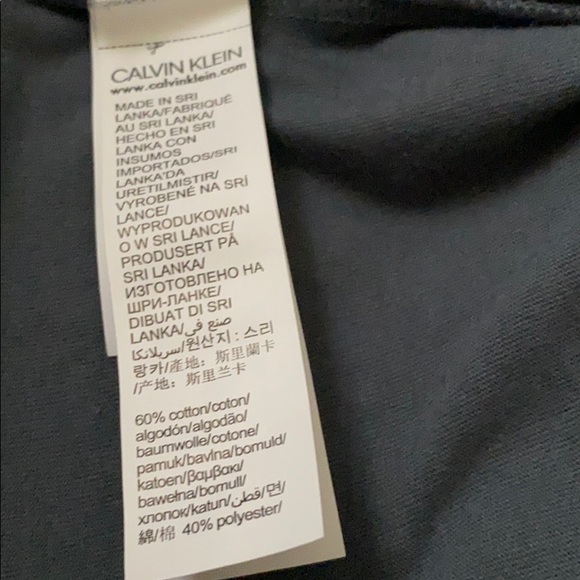 CALVIN KLEIN
www.calvinklein.com
MADE IN SRI
LANKA/FABRIQUÉ
AU SRI LANKA/
HECHO EN SRI
LANKA CON
INSUMOS
IMPORTADOS/SRI
LANKA'DA
URETILMISTIR/
VYROBENÉ NA SRÍ
LANCE/
WYPRODUKOWAN
O W SRI LANCE/
PRODUSERT PÅ
SRI LANKA/
ИЗГОТОВЛЕНО НА
ШРИ-ЛАНКЕ/
DIBUAT DI SRI
LANKA/صنع في
سريلانكا/원산지 : 스리
랑카/產地: 斯里蘭卡
/产地: 斯里兰卡
60% cotton/coton/
algodón/algodão/
baumwolle/cotone/
pamuk/bavlna/bomuld/
katoen/βαμβακι/
bawełna/bomull/
хлопок/katun/قطن/면/
綿/棉 40% polyester/